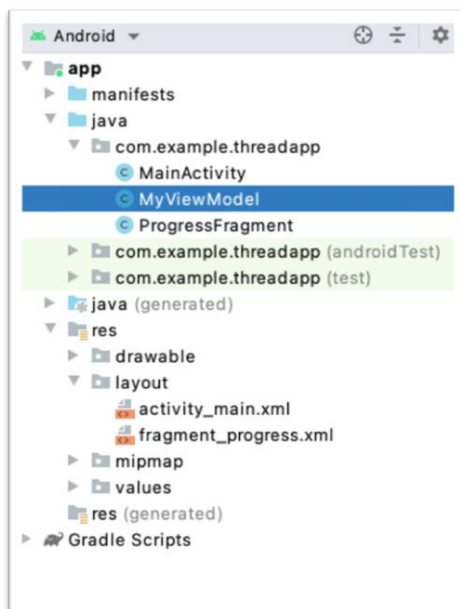 Android
app
manifests
java
com.example.threadapp
MainActivity
MyViewModel
ProgressFragment
com.example.threadapp (androidTest)
com.example.threadapp (test)
java (generated)
res
drawable
layout
activity_main.xml
fragment_progress.xml
mipmap
values
res (generated)
Gradle Scripts